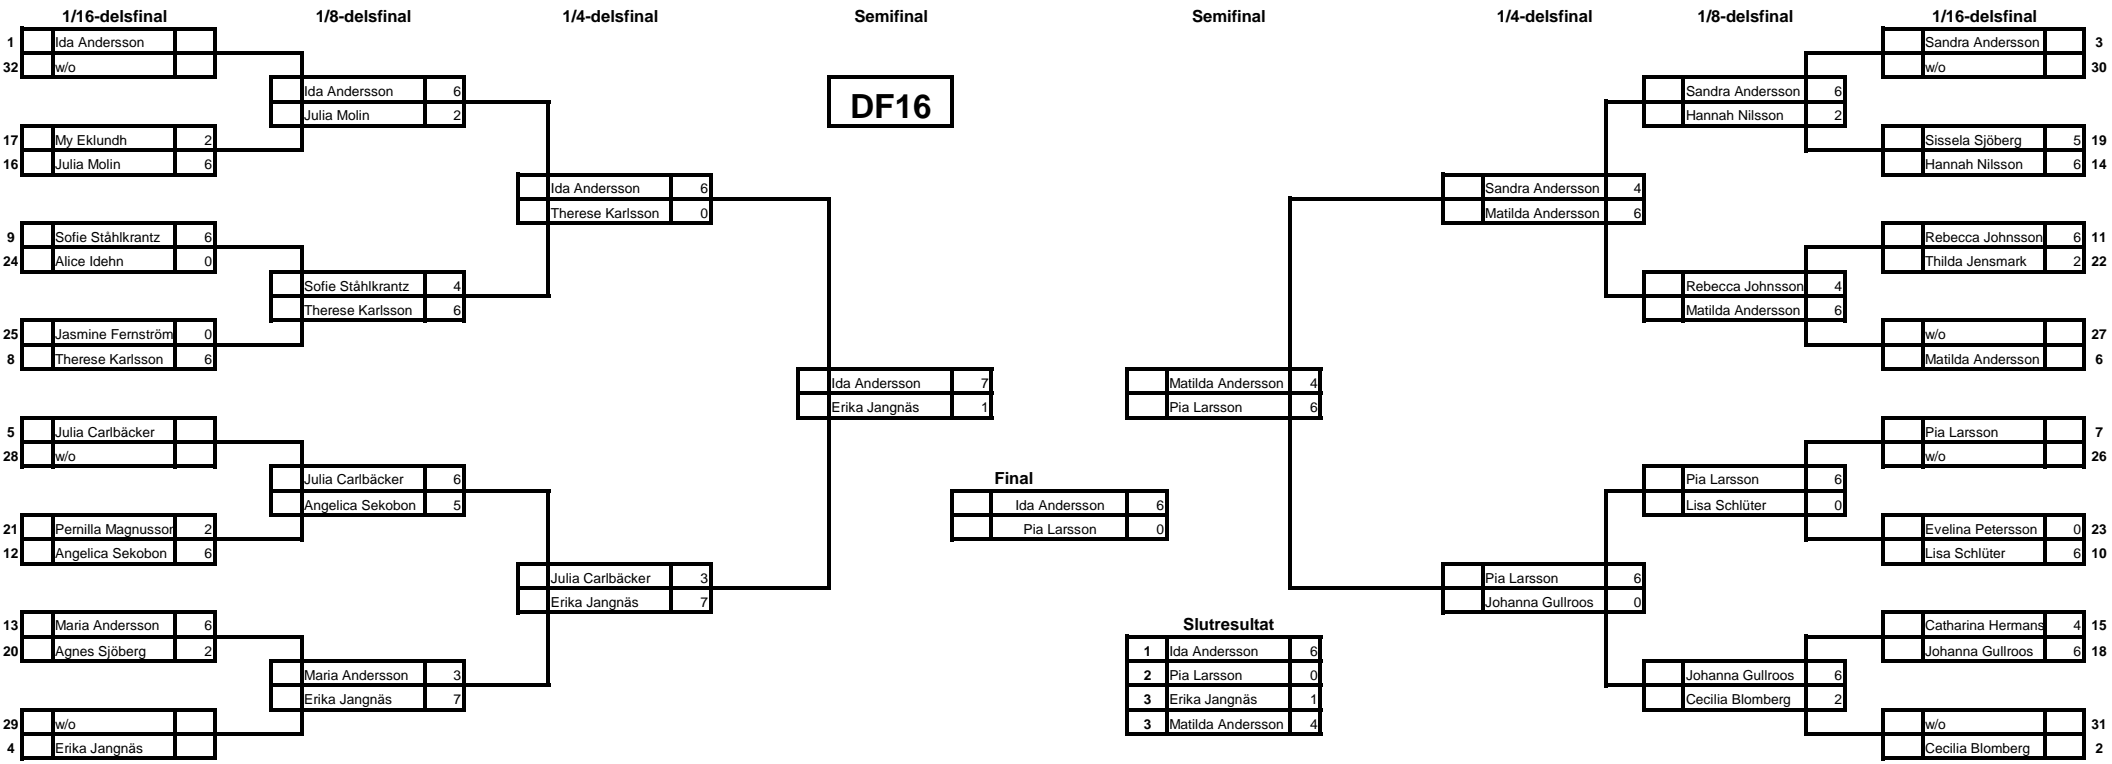 1/16-delsfinal 1/8-delsfinal 1/4-delsfinal Semifinal Semifinal 1/4-delsfinal 1/8-delsfinal 1/16-delsfinal
1 Ida Andersson Sandra Andersson 3
32 w/o w/o 30
Ida Andersson 6 DF16 Sandra Andersson 6
Julia Molin 2 Hannah Nilsson 2
17 My Eklundh 2 Sissela Sjöberg 5 19
16 Julia Molin 6 Hannah Nilsson 6 14
Ida Andersson 6 Sandra Andersson 4
Therese Karlsson 0 Matilda Andersson 6
9 Sofie Ståhlkrantz 6 Rebecca Johnsson 6 11
24 Alice Idehn 0 Thilda Jensmark 2 22
Sofie Ståhlkrantz 4 Rebecca Johnsson 4
Therese Karlsson 6 Matilda Andersson 6
25 Jasmine Fernström 0 w/o 27
8 Therese Karlsson 6 Matilda Andersson 6
Ida Andersson 7 Matilda Andersson 4
Erika Jangnäs 1 Pia Larsson 6
5 Julia Carlbäcker Pia Larsson 7
28 w/o w/o 26
Julia Carlbäcker 6 Final Pia Larsson 6
Angelica Sekobon 5 Ida Andersson 6 Lisa Schlüter 0
21 Pernilla Magnusson 2 Pia Larsson 0 Evelina Petersson 0 23
12 Angelica Sekobon 6 Lisa Schlüter 6 10
Julia Carlbäcker 3 Pia Larsson 6
Erika Jangnäs 7 Johanna Gullroos 0
13 Maria Andersson 6 Slutresultat Catharina Hermans 4 15
20 Agnes Sjöberg 2 1 Ida Andersson 6 Johanna Gullroos 6 18
Maria Andersson 3 2 Pia Larsson 0 Johanna Gullroos 6
Erika Jangnäs 7 3 Erika Jangnäs 1 Cecilia Blomberg 2
29 w/o 3 Matilda Andersson 4 w/o 31
4 Erika Jangnäs Cecilia Blomberg 2